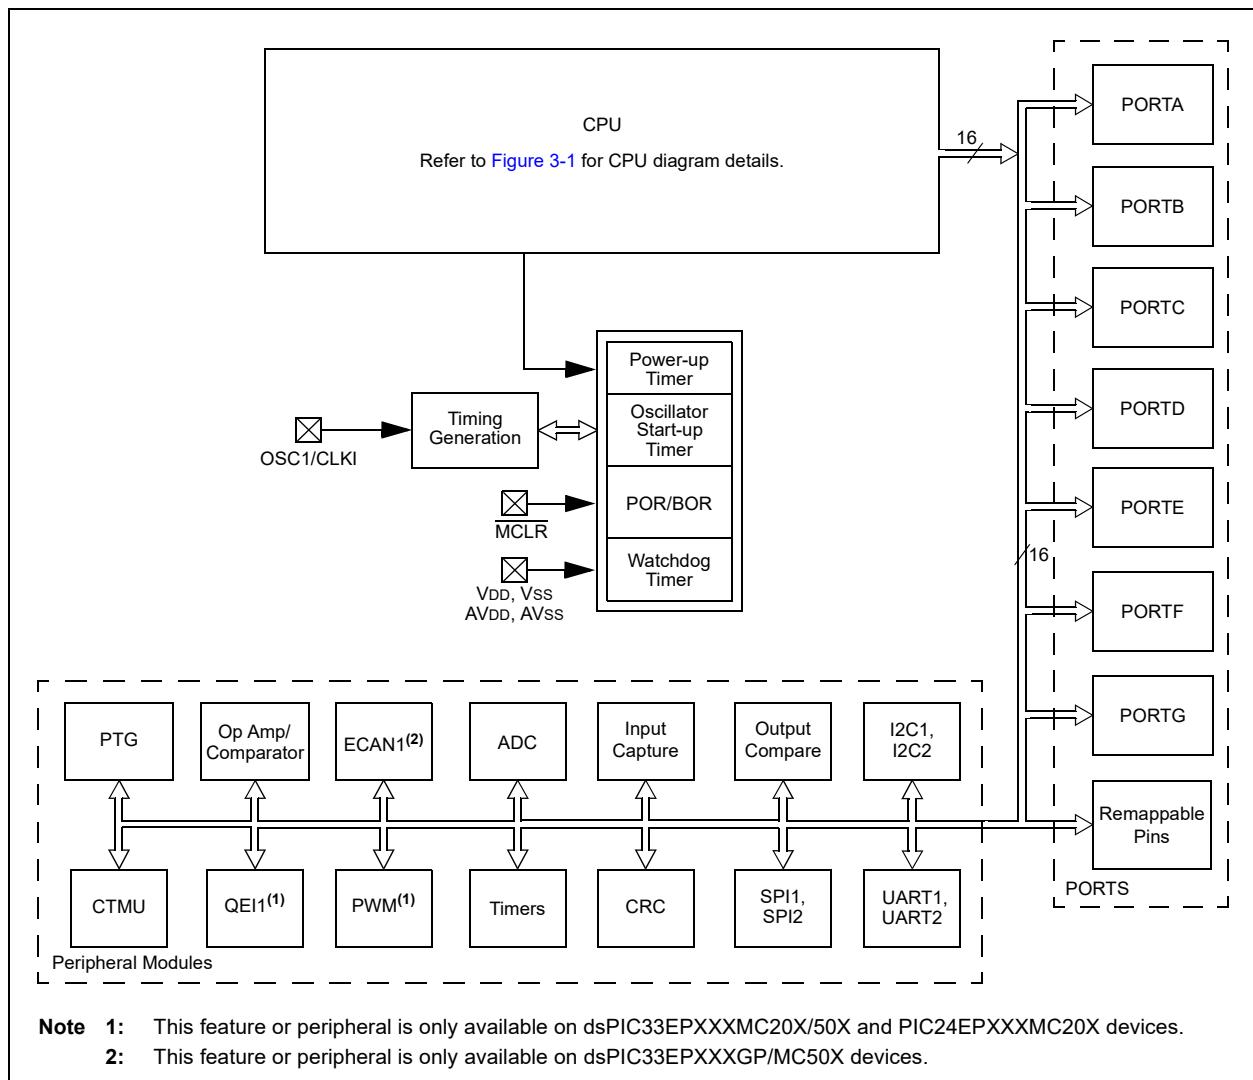 CPU
Refer to Figure 3-1 for CPU diagram details.
16
PORTA
PORTB
PORTC
PORTD
PORTE
16
PORTF
PORTG
Remappable
Pins
PORTS
Power-up
Timer
Oscillator
Start-up
Timer
POR/BOR
Watchdog
Timer
Timing
Generation
OSC1/CLKI
MCLR
VDD, VSS
AVDD, AVSS
PTG
Op Amp/
Comparator
ECAN1(2)
ADC
Input
Capture
Output
Compare
I2C1,
I2C2
CTMU
QEI1(1)
PWM(1)
Timers
CRC
SPI1,
SPI2
UART1,
UART2
Peripheral Modules
Note 1: This feature or peripheral is only available on dsPIC33EPXXXMC20X/50X and PIC24EPXXXMC20X devices.
2: This feature or peripheral is only available on dsPIC33EPXXXGP/MC50X devices.